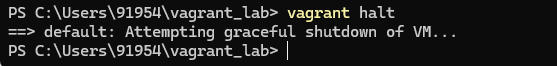 PS C:\Users\91954\vagrant_lab> vagrant halt
==> default: Attempting graceful shutdown of VM...
PS C:\Users\91954\vagrant_lab>